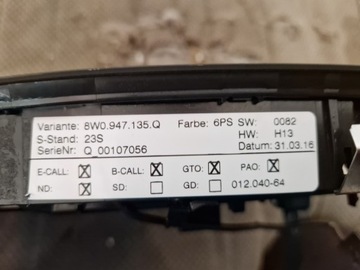 Variante: 8W0.947.135.Q Farbe: 6PS SW: 0082
S-Stand: 23S HW: H13
SerieNr: Q_00107056 Datum: 31.03.16
E-CALL: ☒ B-CALL: ☒ GTO: ☒ PAO: ☒
ND: ☒ SD: ☐ GD: ☐ 012.040-64